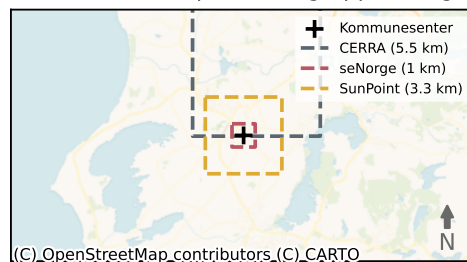 Kommunesenter
CERRA (5.5 km)
seNorge (1 km)
SunPoint (3.3 km)
N
(C) OpenStreetMap contributors (C) CARTO